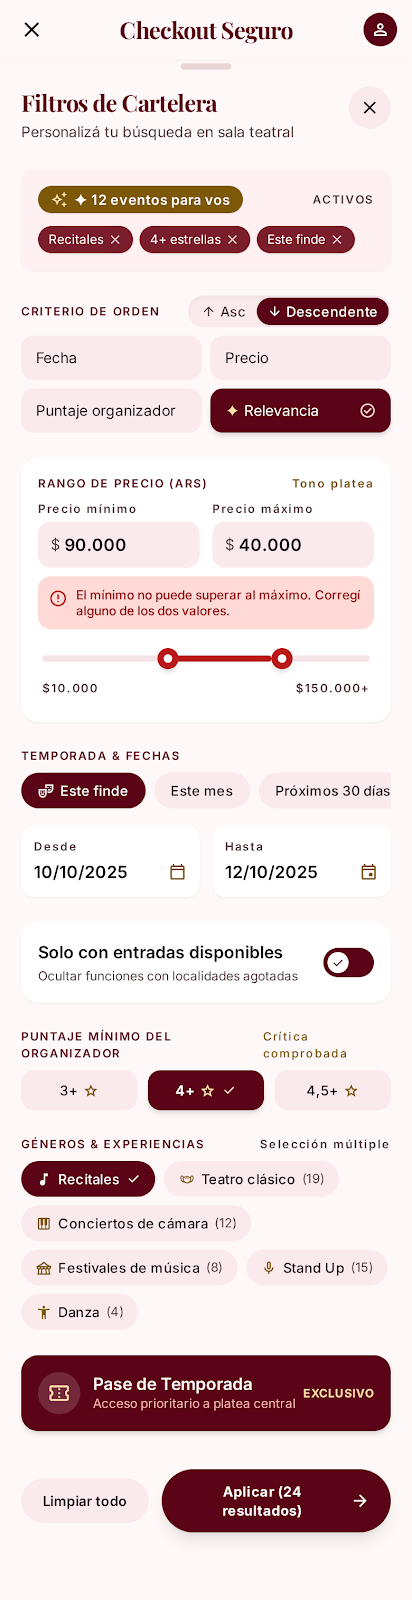 Checkout Seguro
Filtros de Cartelera
Personalizá tu búsqueda en sala teatral
✦ 12 eventos para vos
ACTIVOS
Recitales
4+ estrellas
Este finde
CRITERIO DE ORDEN
↑ Asc
↓ Descendente
Fecha
Precio
Puntaje organizador
✦ Relevancia
RANGO DE PRECIO (ARS)
Tono platea
Precio mínimo
Precio máximo
$ 90.000
$ 40.000
El mínimo no puede superar al máximo. Corregí
alguno de los dos valores.
$10.000
$150.000+
TEMPORADA & FECHAS
Este finde
Este mes
Próximos 30 días
Desde
Hasta
10/10/2025
12/10/2025
Solo con entradas disponibles
Ocultar funciones con localidades agotadas
PUNTAJE MÍNIMO DEL
ORGANIZADOR
Crítica
comprobada
3+
4+
4,5+
GÉNEROS & EXPERIENCIAS
Selección múltiple
Recitales
Teatro clásico (19)
Conciertos de cámara (12)
Festivales de música (8)
Stand Up (15)
Danza (4)
Pase de Temporada
Acceso prioritario a platea central
EXCLUSIVO
Limpiar todo
Aplicar (24
resultados)